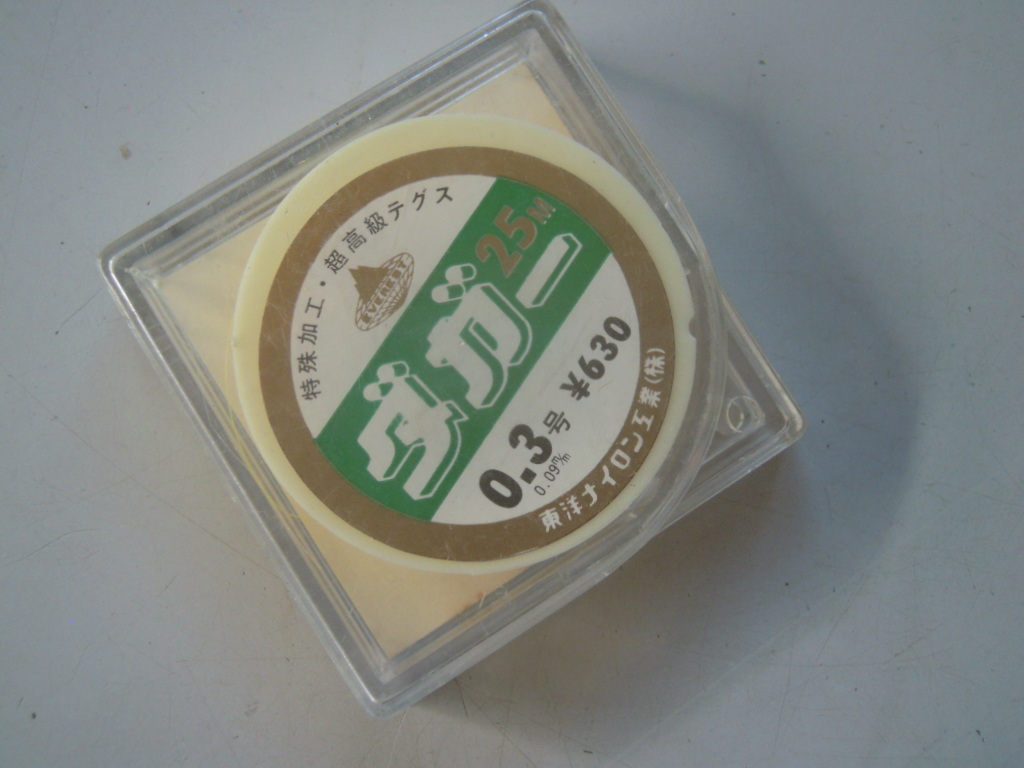 特殊加工・超高級テグス
EVEREST
25M
ダガー
0.3号 ¥630
0.09m/m
東洋ナイロン工業(株)